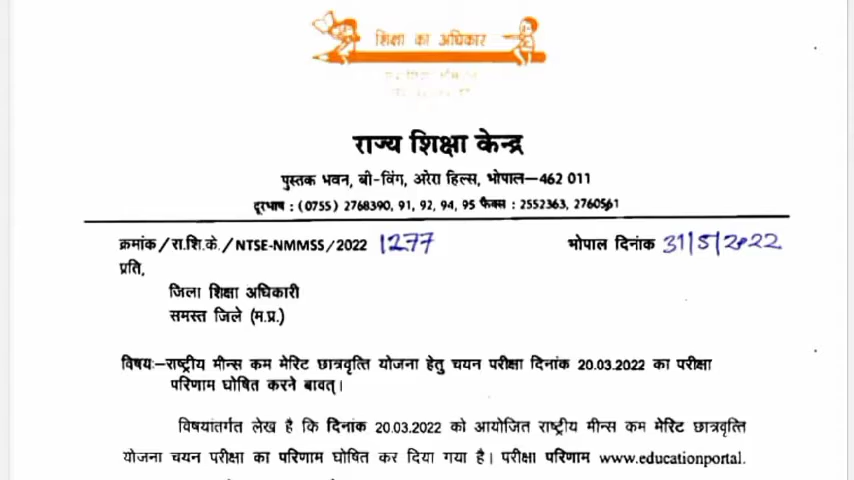 शिक्षा का अधिकार
राज्य शिक्षा केन्द्र
पुस्तक भवन, बी-विंग, अरेरा हिल्स, भोपाल—462 011
दूरभाष : (0755) 2768390, 91, 92, 94, 95 फैक्स : 2552363, 2760561
क्रमांक/रा.शि.के./NTSE-NMMSS/2022 1277 भोपाल दिनांक 31/5/2022
प्रति,
जिला शिक्षा अधिकारी
समस्त जिले (म.प्र.)
विषयः—राष्ट्रीय मीन्स कम मेरिट छात्रवृत्ति योजना हेतु चयन परीक्षा दिनांक 20.03.2022 का परीक्षा
परिणाम घोषित करने बावत्।
विषयांतर्गत लेख है कि दिनांक 20.03.2022 को आयोजित राष्ट्रीय मीन्स कम मेरिट छात्रवृत्ति
योजना चयन परीक्षा का परिणाम घोषित कर दिया गया है। परीक्षा परिणाम www.educationportal.